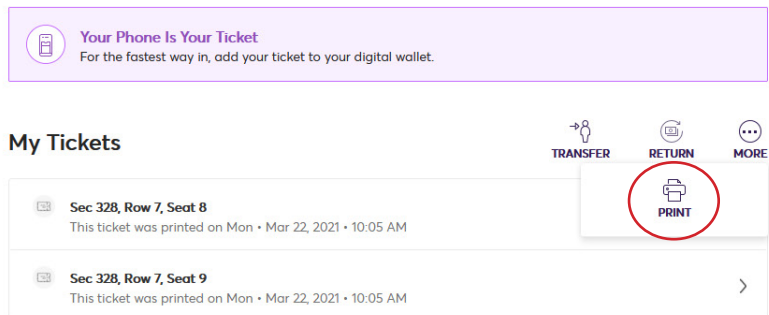 Your Phone Is Your Ticket
For the fastest way in, add your ticket to your digital wallet.
My Tickets
TRANSFER
RETURN
MORE
PRINT
Sec 328, Row 7, Seat 8
This ticket was printed on Mon • Mar 22, 2021 • 10:05 AM
Sec 328, Row 7, Seat 9
This ticket was printed on Mon • Mar 22, 2021 • 10:05 AM